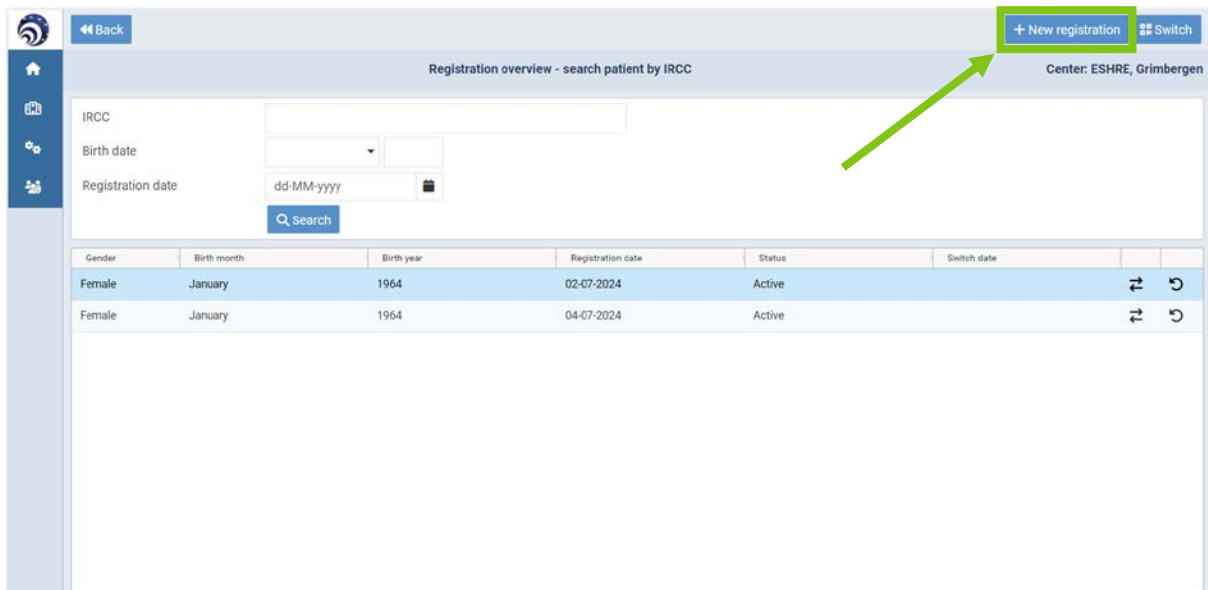 Back
+ New registration
Switch
Registration overview - search patient by IRCC
Center: ESHRE, Grimbergen
IRCC
Birth date
Registration date
dd-MM-yyyy
Search
Gender Birth month Birth year Registration date Status Switch date
Female January 1964 02-07-2024 Active
Female January 1964 04-07-2024 Active